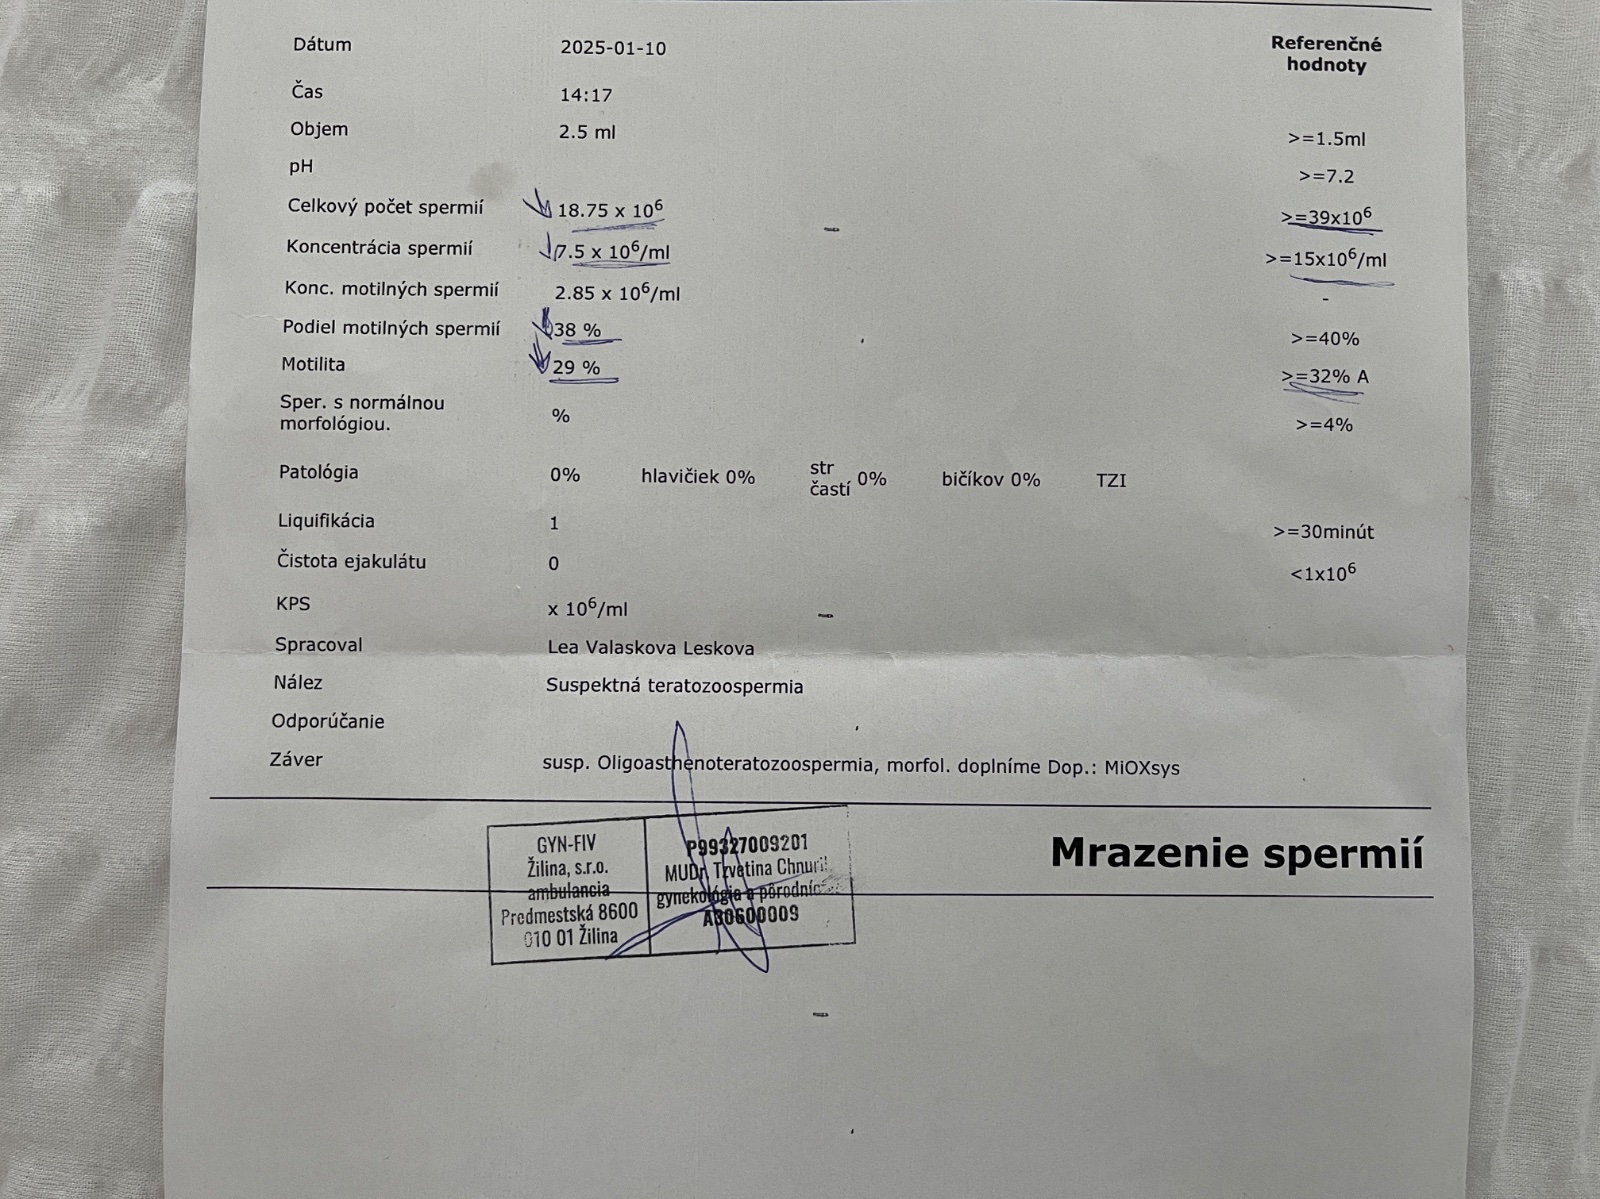 Dátum 2025-01-10 Referenčné
hodnoty
Čas 14:17
Objem 2.5 ml >=1.5ml
pH >=7.2
Celkový počet spermií 18.75 x 10⁶ >=39x10⁶
Koncentrácia spermií 7.5 x 10⁶/ml >=15x10⁶/ml
Konc. motilných spermií 2.85 x 10⁶/ml -
Podiel motilných spermií 38 % >=40%
Motilita 29 % >=32% A
Sper. s normálnou
morfológiou. % >=4%
Patológia 0% hlavičiek 0% str
častí 0% bičíkov 0% TZI
Liquifikácia 1 >=30minút
Čistota ejakulátu 0 <1x10⁶
KPS x 10⁶/ml
Spracoval Lea Valaskova Leskova
Nález Suspektná teratozoospermia
Odporúčanie
Záver susp. Oligoasthenoteratozoospermia, morfol. doplníme Dop.: MiOXsys
Mrazenie spermií
GYN-FIV
Žilina, s.r.o.
ambulancia
Predmestská 8600
010 01 Žilina
P99327009201
MUDr. Tzvetina
gynekológia a
A30600009